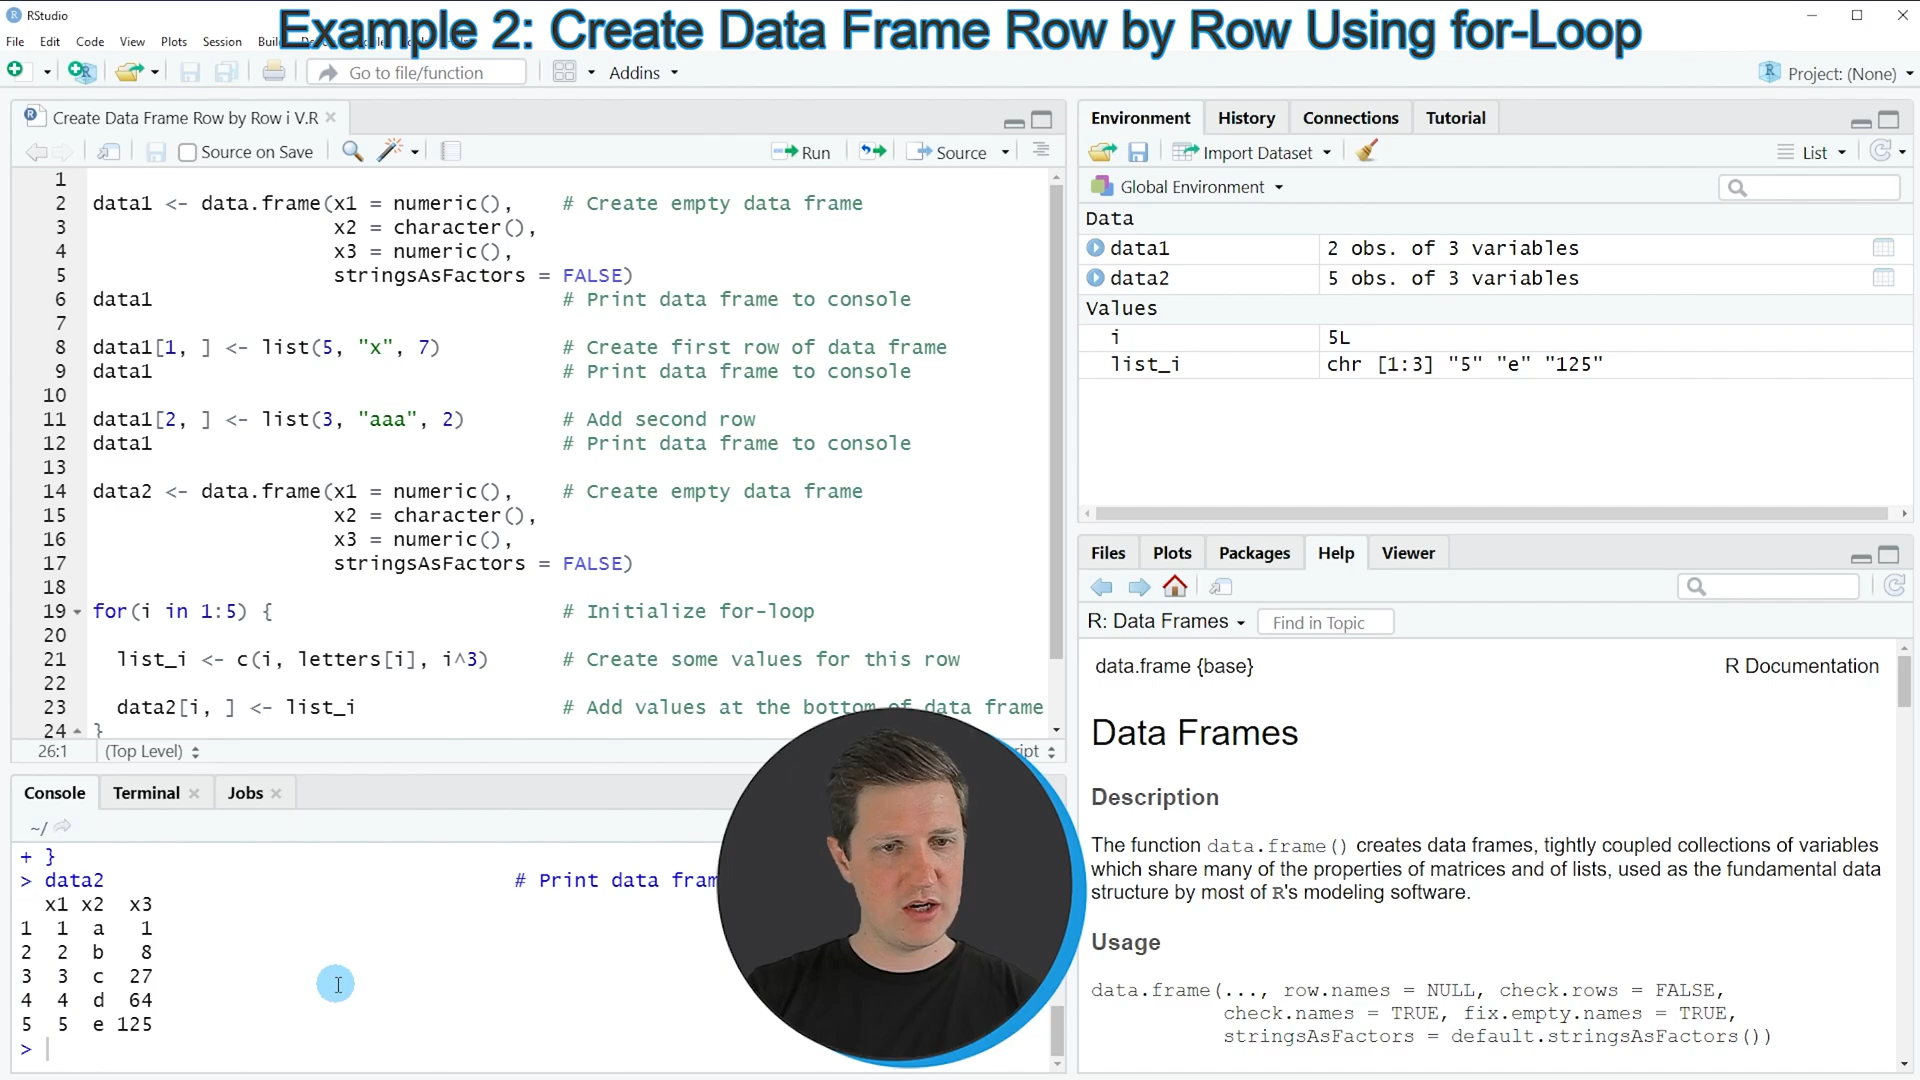 RStudio
Example 2: Create Data Frame Row by Row Using for-Loop
File Edit Code View Plots Session
Go to file/function
Addins
Project: (None)
Create Data Frame Row by Row i V.R
Source on Save
Run
Source
1
2 data1 <- data.frame(x1 = numeric(), # Create empty data frame
3 x2 = character(),
4 x3 = numeric(),
5 stringsAsFactors = FALSE)
6 data1 # Print data frame to console
7
8 data1[1, ] <- list(5, "x", 7) # Create first row of data frame
9 data1 # Print data frame to console
10
11 data1[2, ] <- list(3, "aaa", 2) # Add second row
12 data1 # Print data frame to console
13
14 data2 <- data.frame(x1 = numeric(), # Create empty data frame
15 x2 = character(),
16 x3 = numeric(),
17 stringsAsFactors = FALSE)
18
19 for(i in 1:5) { # Initialize for-loop
20
21 list_i <- c(i, letters[i], i^3) # Create some values for this row
22
23 data2[i, ] <- list_i # Add values at the bottom of data frame
24 }
26:1 (Top Level)
Console Terminal Jobs
~/
+ }
> data2 # Print data fram
x1 x2 x3
1 1 a 1
2 2 b 8
3 3 c 27
4 4 d 64
5 5 e 125
>
Environment History Connections Tutorial
Import Dataset
List
Global Environment
Data
data1 2 obs. of 3 variables
data2 5 obs. of 3 variables
Values
i 5L
list_i chr [1:3] "5" "e" "125"
Files Plots Packages Help Viewer
R: Data Frames
Find in Topic
data.frame {base} R Documentation
Data Frames
Description
The function data.frame() creates data frames, tightly coupled collections of variables
which share many of the properties of matrices and of lists, used as the fundamental data
structure by most of R's modeling software.
Usage
data.frame(..., row.names = NULL, check.rows = FALSE,
check.names = TRUE, fix.empty.names = TRUE,
stringsAsFactors = default.stringsAsFactors())